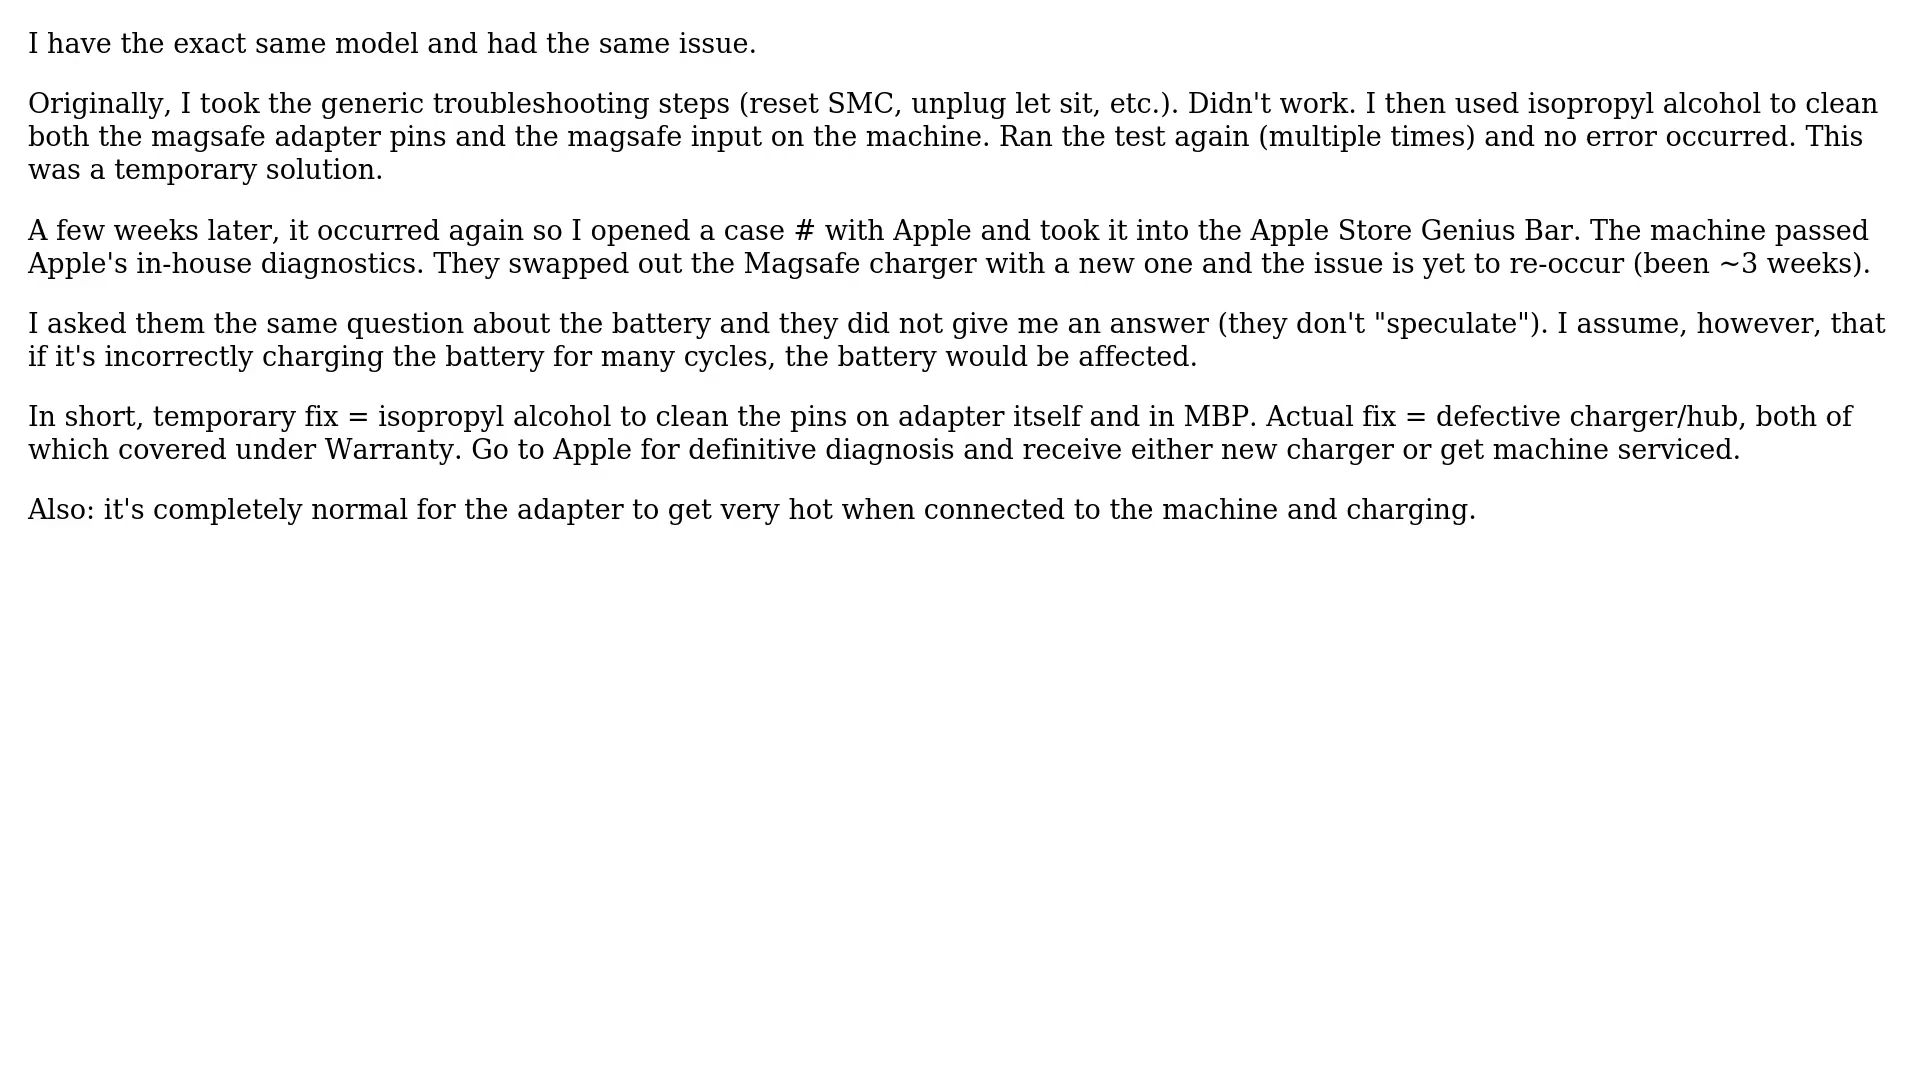 I have the exact same model and had the same issue.
Originally, I took the generic troubleshooting steps (reset SMC, unplug let sit, etc.). Didn't work. I then used isopropyl alcohol to clean
both the magsafe adapter pins and the magsafe input on the machine. Ran the test again (multiple times) and no error occurred. This
was a temporary solution.
A few weeks later, it occurred again so I opened a case # with Apple and took it into the Apple Store Genius Bar. The machine passed
Apple's in-house diagnostics. They swapped out the Magsafe charger with a new one and the issue is yet to re-occur (been ~3 weeks).
I asked them the same question about the battery and they did not give me an answer (they don't "speculate"). I assume, however, that
if it's incorrectly charging the battery for many cycles, the battery would be affected.
In short, temporary fix = isopropyl alcohol to clean the pins on adapter itself and in MBP. Actual fix = defective charger/hub, both of
which covered under Warranty. Go to Apple for definitive diagnosis and receive either new charger or get machine serviced.
Also: it's completely normal for the adapter to get very hot when connected to the machine and charging.